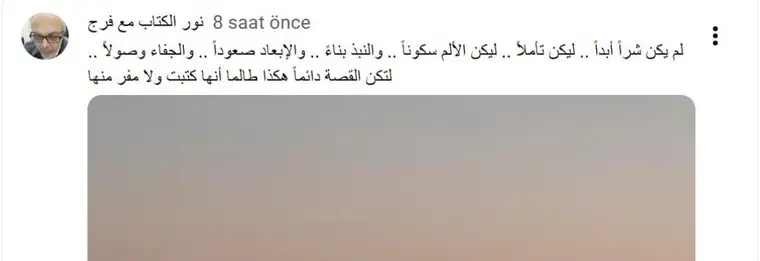 نور الكتاب مع فرج 8 saat önce
لم يكن شراً أبداً .. ليكن تأملاً .. ليكن الألم سكوناً .. والنبذ بناءً .. والإبعاد صعوداً .. والجفاء وصولاً ..
لتكن القصة دائماً هكذا طالما أنها كتبت ولا مفر منها